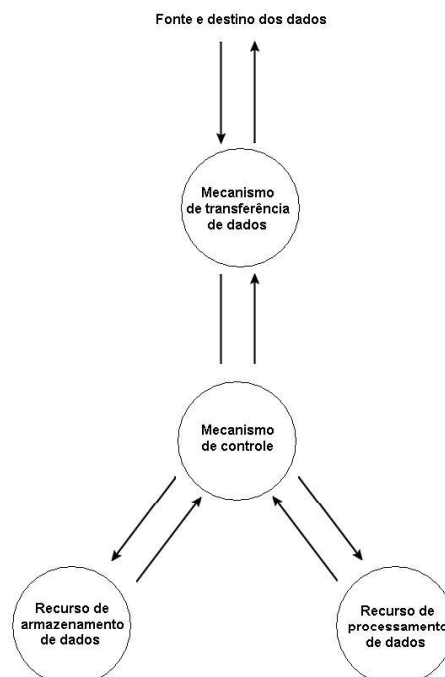 Fonte e destino dos dados
Mecanismo
de transferência
de dados
Mecanismo
de controle
Recurso de
armazenamento
de dados
Recurso de
processamento
de dados